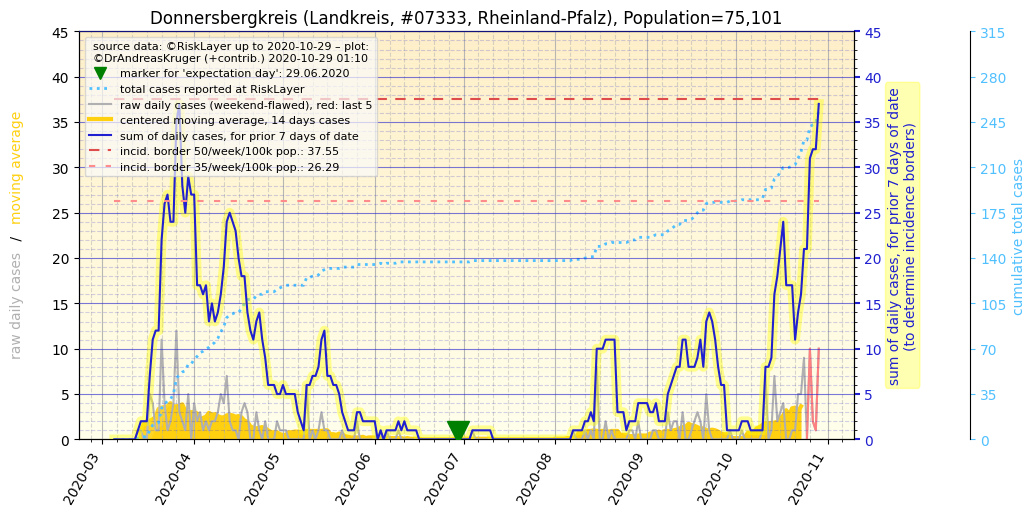 Donnersbergkreis (Landkreis, #07333, Rheinland-Pfalz), Population=75,101
source data: ©RiskLayer up to 2020-10-29 – plot:
©DrAndreasKruger (+contrib.) 2020-10-29 01:10
marker for 'expectation day': 29.06.2020
total cases reported at RiskLayer
raw daily cases (weekend-flawed), red: last 5
centered moving average, 14 days cases
sum of daily cases, for prior 7 days of date
incid. border 50/week/100k pop.: 37.55
incid. border 35/week/100k pop.: 26.29
raw daily cases / moving average
45
40
35
30
25
20
15
10
5
0
2020-03
2020-04
2020-05
2020-06
2020-07
2020-08
2020-09
2020-10
2020-11
45
40
35
30
25
20
15
10
5
0
sum of daily cases, for prior 7 days of date
(to determine incidence borders)
315
280
245
210
175
140
105
70
35
0
cumulative total cases